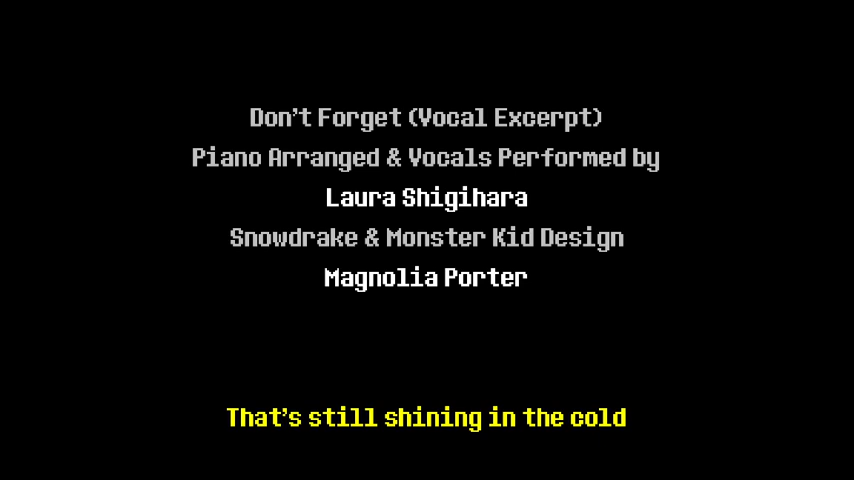 Don't Forget (Vocal Excerpt)
Piano Arranged & Vocals Performed by
Laura Shigihara
Snowdrake & Monster Kid Design
Magnolia Porter
That's still shining in the cold